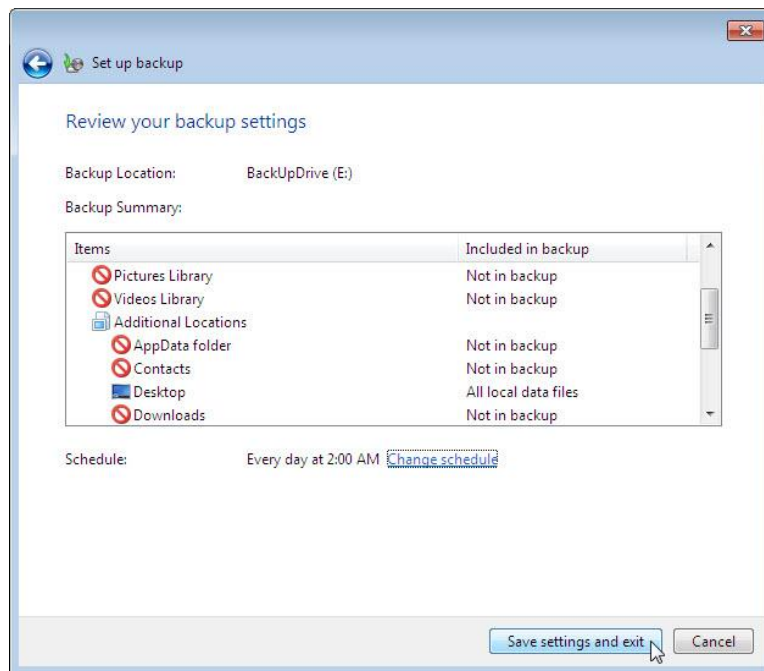 Set up backup
Review your backup settings
Backup Location: BackUpDrive (E:)
Backup Summary:
Items Included in backup
Pictures Library Not in backup
Videos Library Not in backup
Additional Locations
AppData folder Not in backup
Contacts Not in backup
Desktop All local data files
Downloads Not in backup
Schedule: Every day at 2:00 AM Change schedule
Save settings and exit Cancel